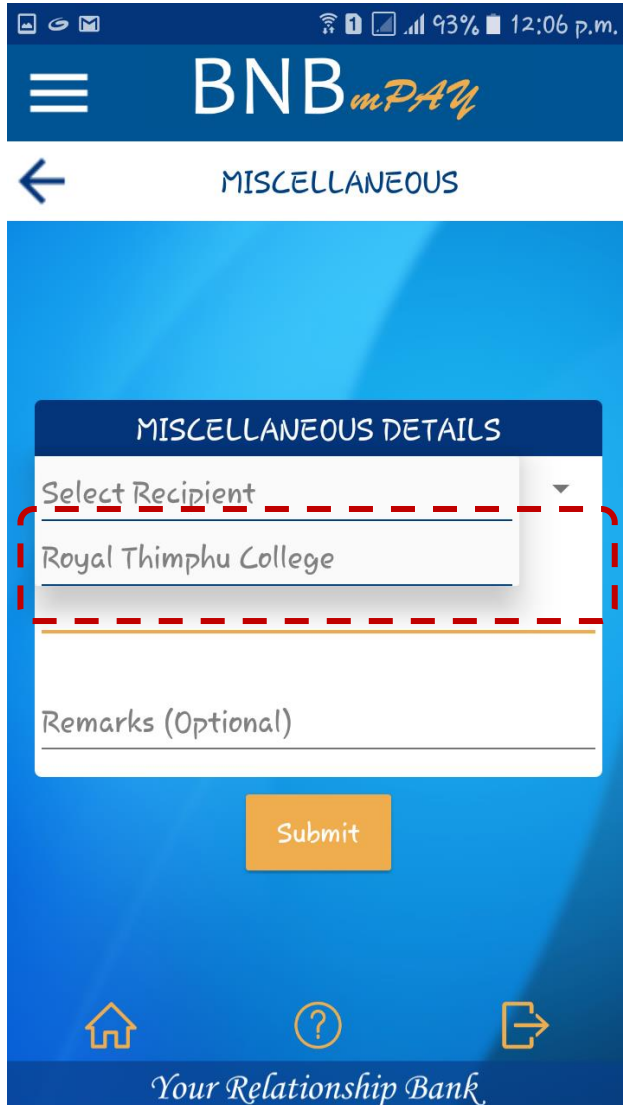 1 93% 12:06 p.m.
BNB mPAY
MISCELLANEOUS
MISCELLANEOUS DETAILS
Select Recipient
Royal Thimphu College
Remarks (Optional)
Submit
?
Your Relationship Bank